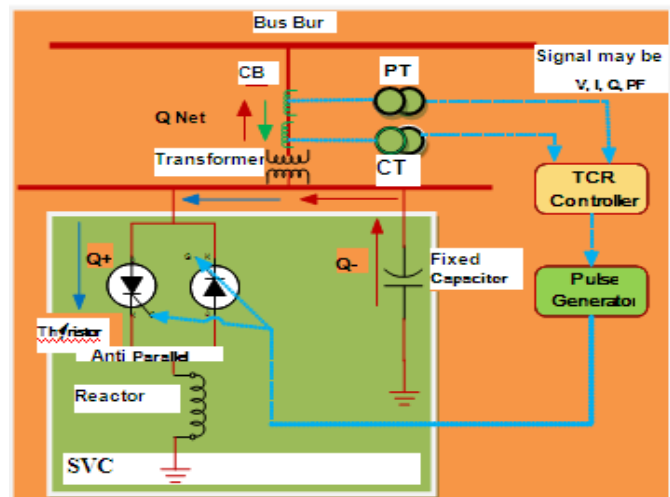 Bus Bur
CB
PT
Signal may be
V, I, Q, PF
Q Net
Transformer
CT
TCR
Controller
Q+
Q-
Fixed
Capaciter
Pulse
Generator
Thyristor
Anti Parallel
Reactor
SVC